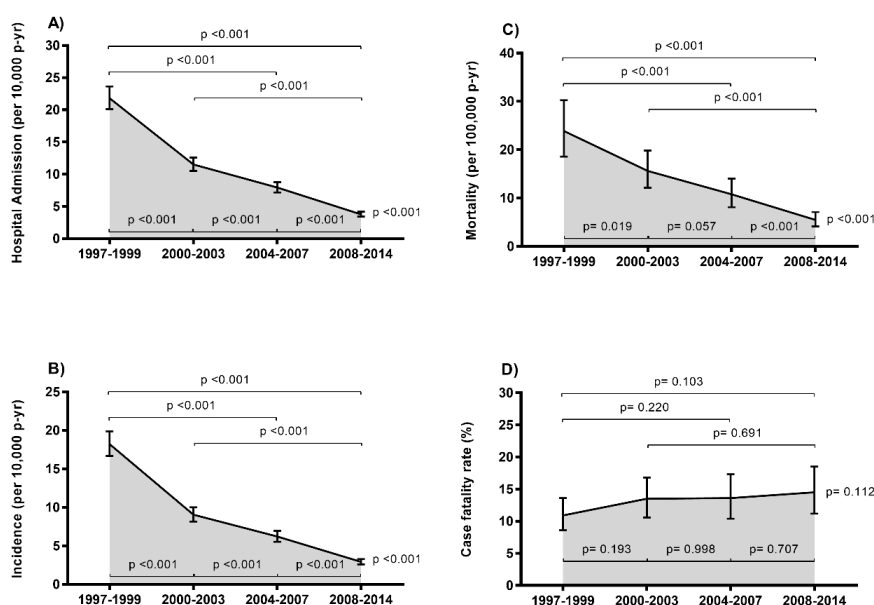 A)
Hospital Admission (per 10,000 p-yr)
35
30
25
20
15
10
5
0
p <0.001
p <0.001
p <0.001
p <0.001
p <0.001
p <0.001
p <0.001
1997-1999
2000-2003
2004-2007
2008-2014
B)
Incidence (per 10,000 p-yr)
25
20
15
10
5
0
p <0.001
p <0.001
p <0.001
p <0.001
p <0.001
p <0.001
p <0.001
1997-1999
2000-2003
2004-2007
2008-2014
C)
Mortality (per 100,000 p-yr)
40
30
20
10
0
p <0.001
p <0.001
p <0.001
p= 0.019
p= 0.057
p <0.001
p <0.001
1997-1999
2000-2003
2004-2007
2008-2014
D)
Case fatality rate (%)
30
25
20
15
10
5
0
p= 0.103
p= 0.220
p= 0.691
p= 0.112
p= 0.193
p= 0.998
p= 0.707
1997-1999
2000-2003
2004-2007
2008-2014